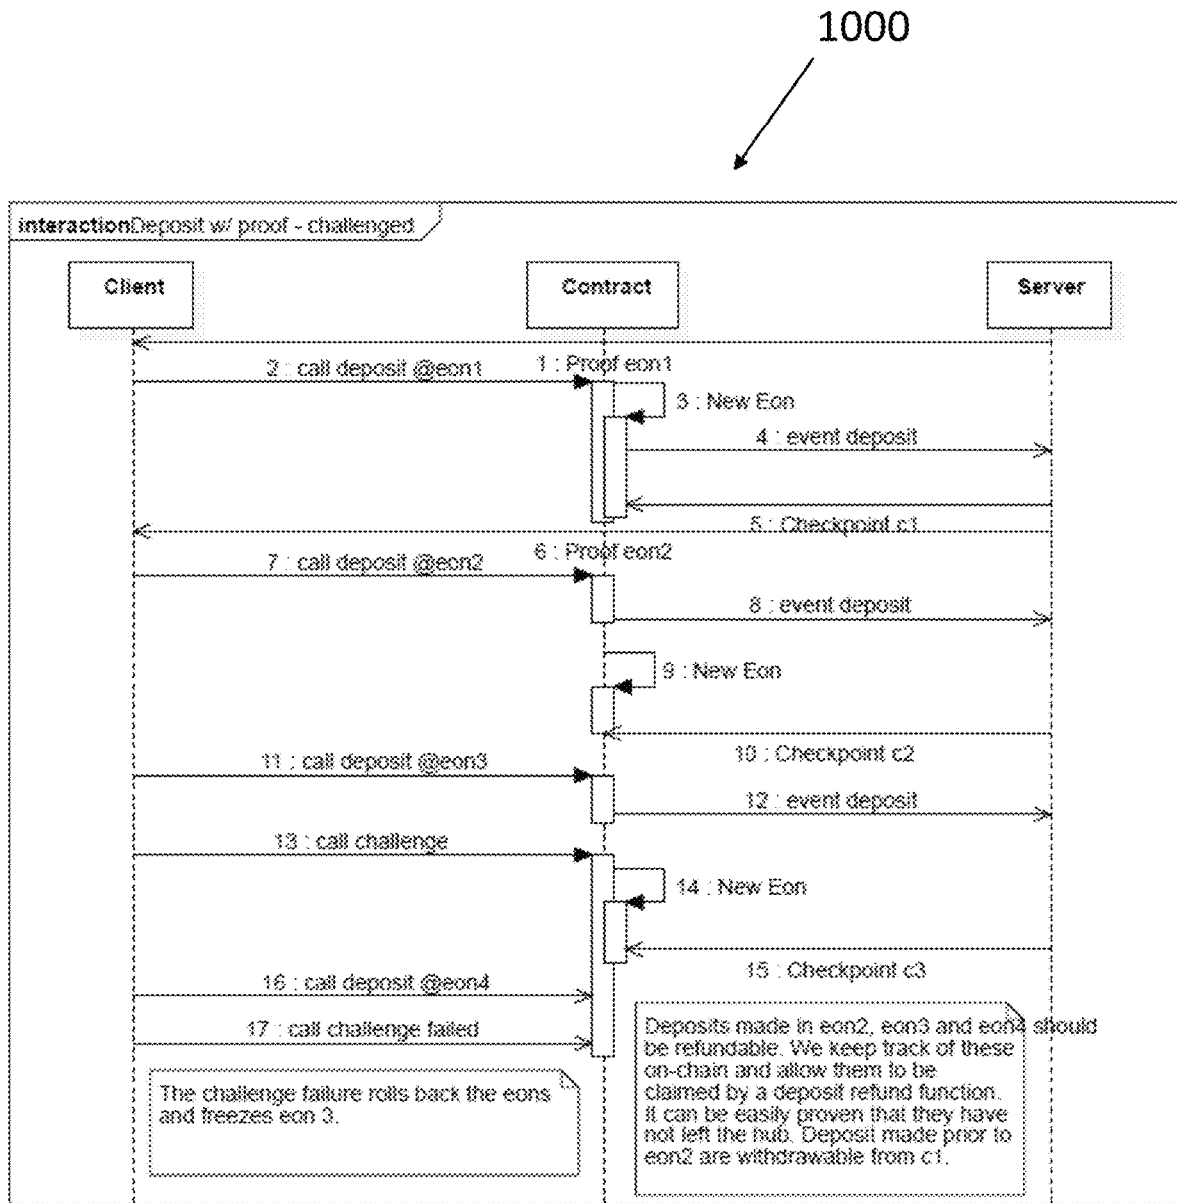 1000
interactionDeposit w/ proof - challenged
Client
Contract
Server
1 : Proof eon1
2 : call deposit @eon1
3 : New Eon
4 : event deposit
5 : Checkpoint c1
6 : Proof eon2
7 : call deposit @eon2
8 : event deposit
9 : New Eon
10 : Checkpoint c2
11 : call deposit @eon3
12 : event deposit
13 : call challenge
14 : New Eon
15 : Checkpoint c3
16 : call deposit @eon4
17 : call challenge failed
The challenge failure rolls back the eons
and freezes eon 3.
Deposits made in eon2, eon3 and eon4 should
be refundable. We keep track of these
on-chain and allow them to be
claimed by a deposit refund function.
It can be easily proven that they have
not left the hub. Deposit made prior to
eon2 are withdrawable from c1.